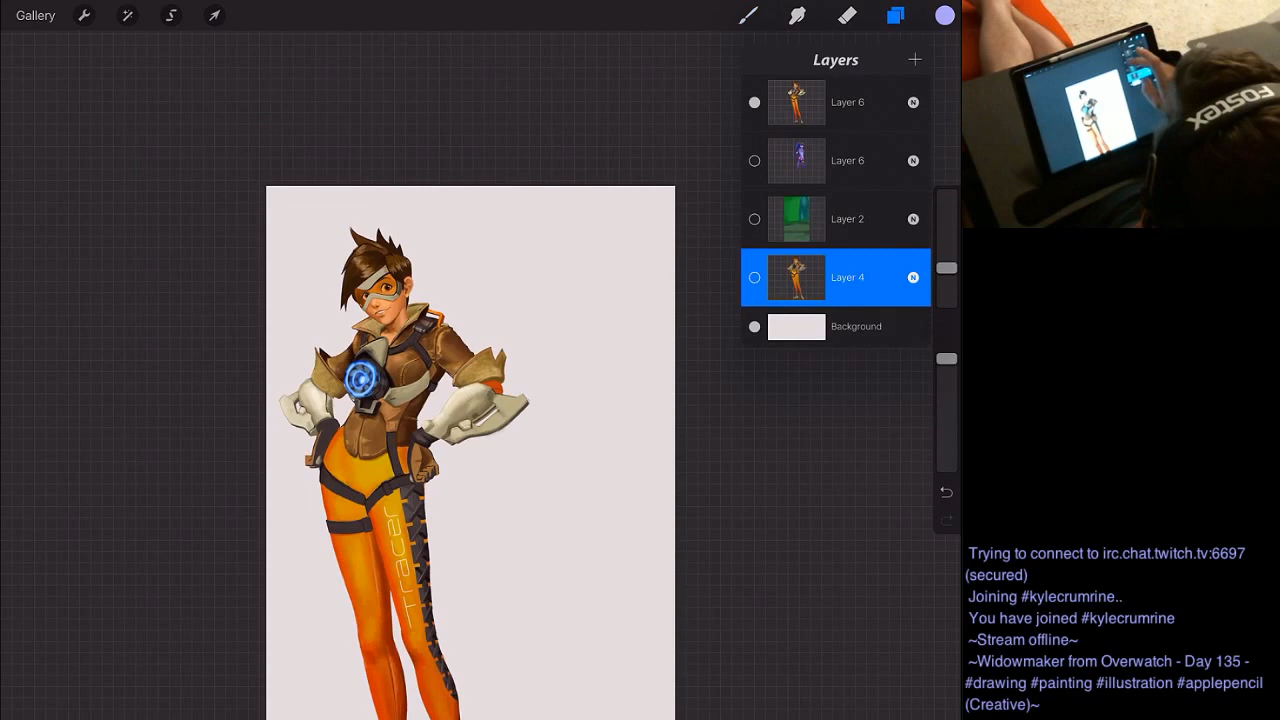 Gallery
Layers
Layer 6
N
Layer 6
N
Layer 2
N
Layer 4
N
Background
Tracer
Fostex
Trying to connect to irc.chat.twitch.tv:6697
(secured)
Joining #kylecrumrine..
You have joined #kylecrumrine
~Stream offline~
~Widowmaker from Overwatch - Day 135 -
#drawing #painting #illustration #applepencil
(Creative)~